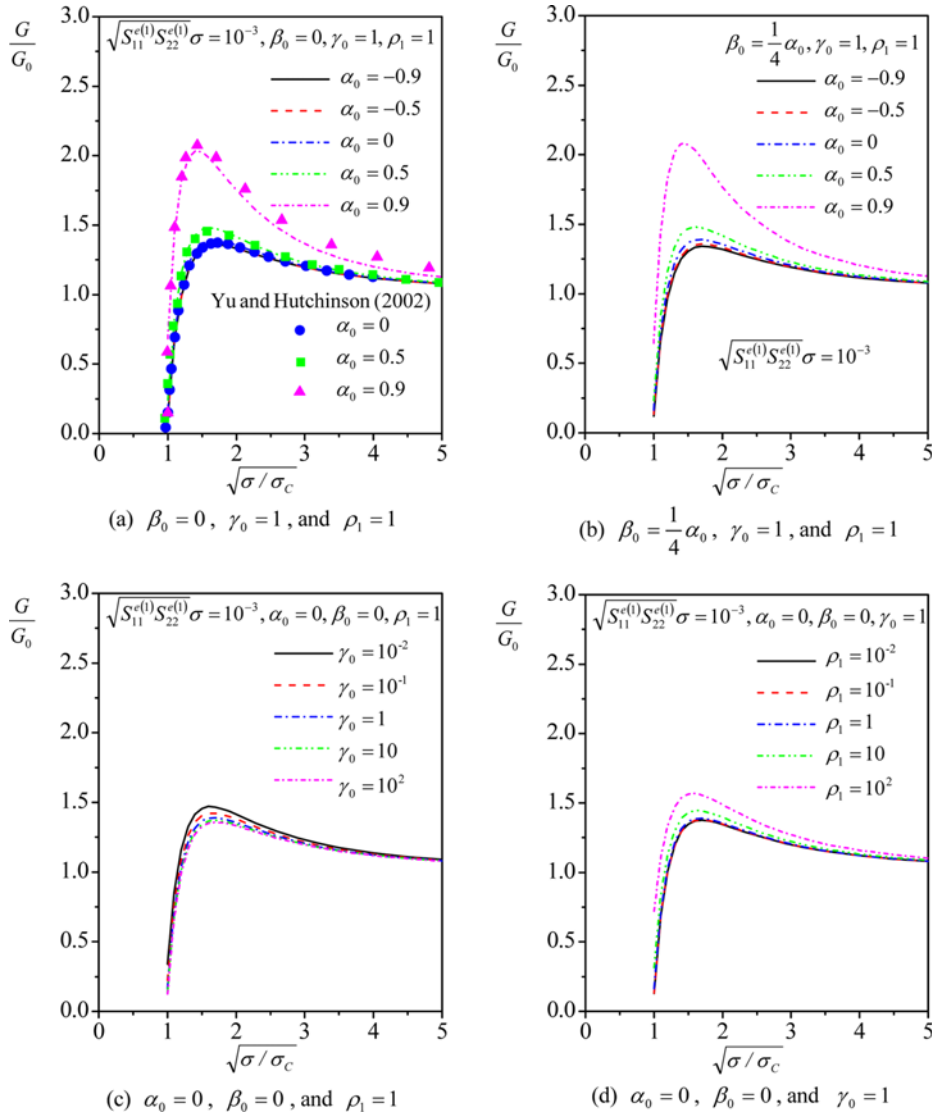 G/G₀
3.0
2.5
2.0
1.5
1.0
0.5
0.0
√(S₁₁^{e(1)}S₂₂^{e(1)})σ = 10⁻³, β₀ = 0, γ₀ = 1, ρ₁ = 1
α₀ = −0.9
α₀ = −0.5
α₀ = 0
α₀ = 0.5
α₀ = 0.9
Yu and Hutchinson (2002)
α₀ = 0
α₀ = 0.5
α₀ = 0.9
0 1 2 3 4 5
√(σ/σ_C)
(a) β₀ = 0, γ₀ = 1, and ρ₁ = 1
G/G₀
3.0
2.5
2.0
1.5
1.0
0.5
0.0
β₀ = 1/4 α₀, γ₀ = 1, ρ₁ = 1
α₀ = −0.9
α₀ = −0.5
α₀ = 0
α₀ = 0.5
α₀ = 0.9
√(S₁₁^{e(1)}S₂₂^{e(1)})σ = 10⁻³
0 1 2 3 4 5
√(σ/σ_C)
(b) β₀ = 1/4 α₀, γ₀ = 1, and ρ₁ = 1
G/G₀
3.0
2.5
2.0
1.5
1.0
0.5
0.0
√(S₁₁^{e(1)}S₂₂^{e(1)})σ = 10⁻³, α₀ = 0, β₀ = 0, ρ₁ = 1
γ₀ = 10⁻²
γ₀ = 10⁻¹
γ₀ = 1
γ₀ = 10
γ₀ = 10²
0 1 2 3 4 5
√(σ/σ_C)
(c) α₀ = 0, β₀ = 0, and ρ₁ = 1
G/G₀
3.0
2.5
2.0
1.5
1.0
0.5
0.0
√(S₁₁^{e(1)}S₂₂^{e(1)})σ = 10⁻³, α₀ = 0, β₀ = 0, γ₀ = 1
ρ₁ = 10⁻²
ρ₁ = 10⁻¹
ρ₁ = 1
ρ₁ = 10
ρ₁ = 10²
0 1 2 3 4 5
√(σ/σ_C)
(d) α₀ = 0, β₀ = 0, and γ₀ = 1